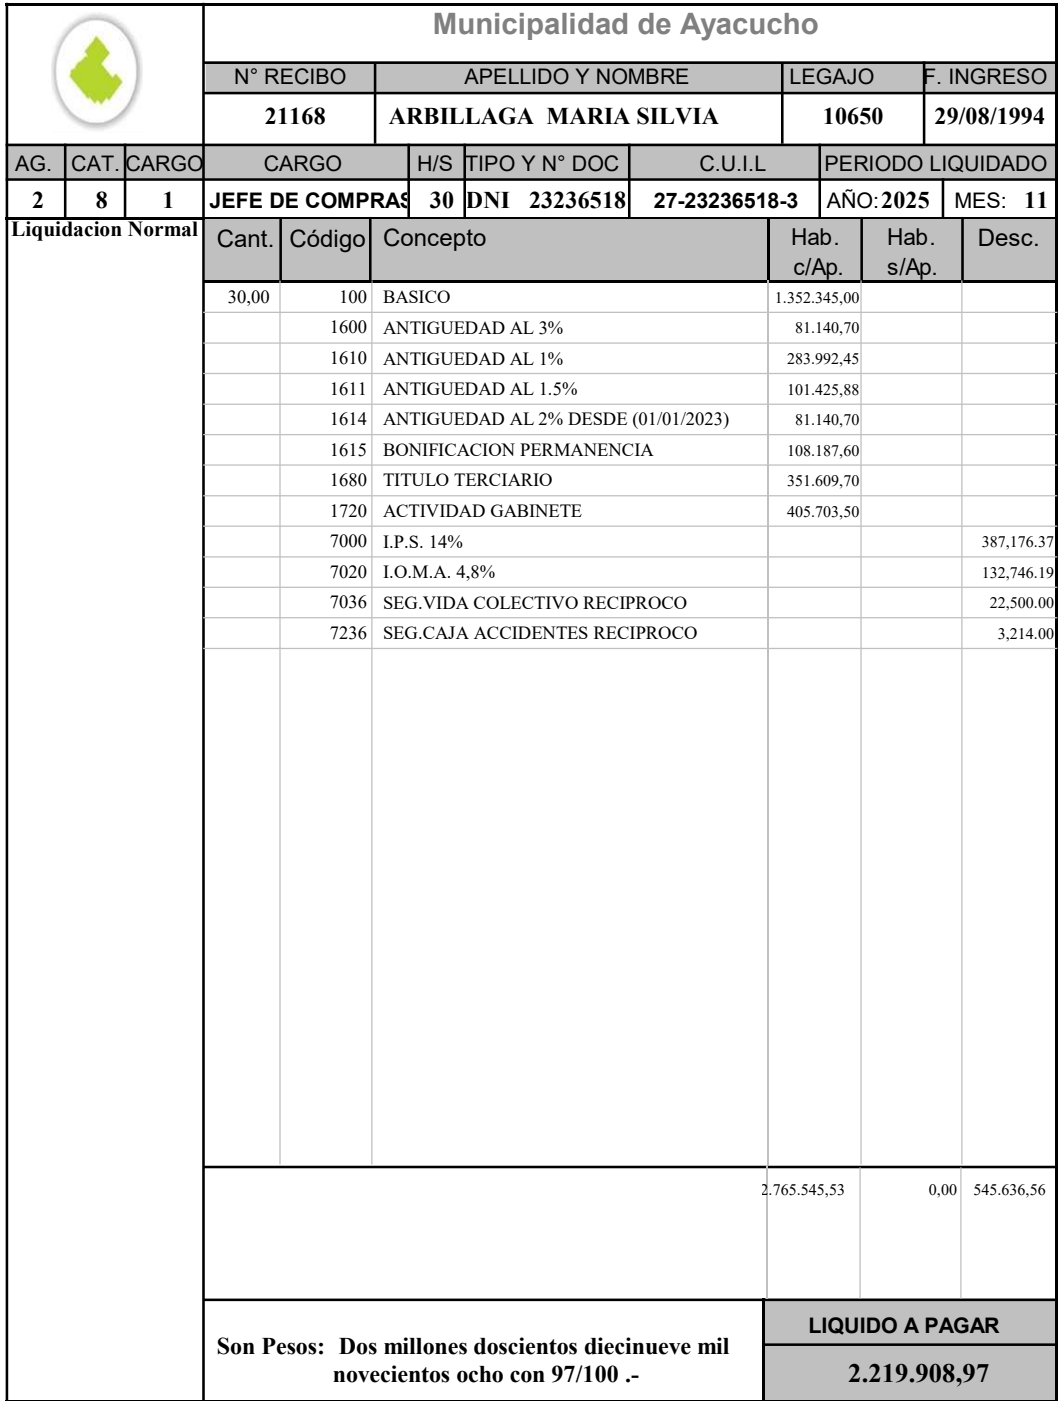 Municipalidad de Ayacucho
N° RECIBO APELLIDO Y NOMBRE LEGAJO F. INGRESO
21168 ARBILLAGA MARIA SILVIA 10650 29/08/1994
AG. CAT. CARGO CARGO H/S TIPO Y N° DOC C.U.I.L PERIODO LIQUIDADO
2 8 1 JEFE DE COMPRAS 30 DNI 23236518 27-23236518-3 AÑO: 2025 MES: 11
Liquidacion Normal
Cant. Código Concepto Hab. c/Ap. Hab. s/Ap. Desc.
30,00 100 BASICO 1.352.345,00
1600 ANTIGUEDAD AL 3% 81.140,70
1610 ANTIGUEDAD AL 1% 283.992,45
1611 ANTIGUEDAD AL 1.5% 101.425,88
1614 ANTIGUEDAD AL 2% DESDE (01/01/2023) 81.140,70
1615 BONIFICACION PERMANENCIA 108.187,60
1680 TITULO TERCIARIO 351.609,70
1720 ACTIVIDAD GABINETE 405.703,50
7000 I.P.S. 14% 387,176.37
7020 I.O.M.A. 4,8% 132,746.19
7036 SEG.VIDA COLECTIVO RECIPROCO 22,500.00
7236 SEG.CAJA ACCIDENTES RECIPROCO 3,214.00
2.765.545,53 0,00 545.636,56
Son Pesos: Dos millones doscientos diecinueve mil
novecientos ocho con 97/100 .-
LIQUIDO A PAGAR
2.219.908,97